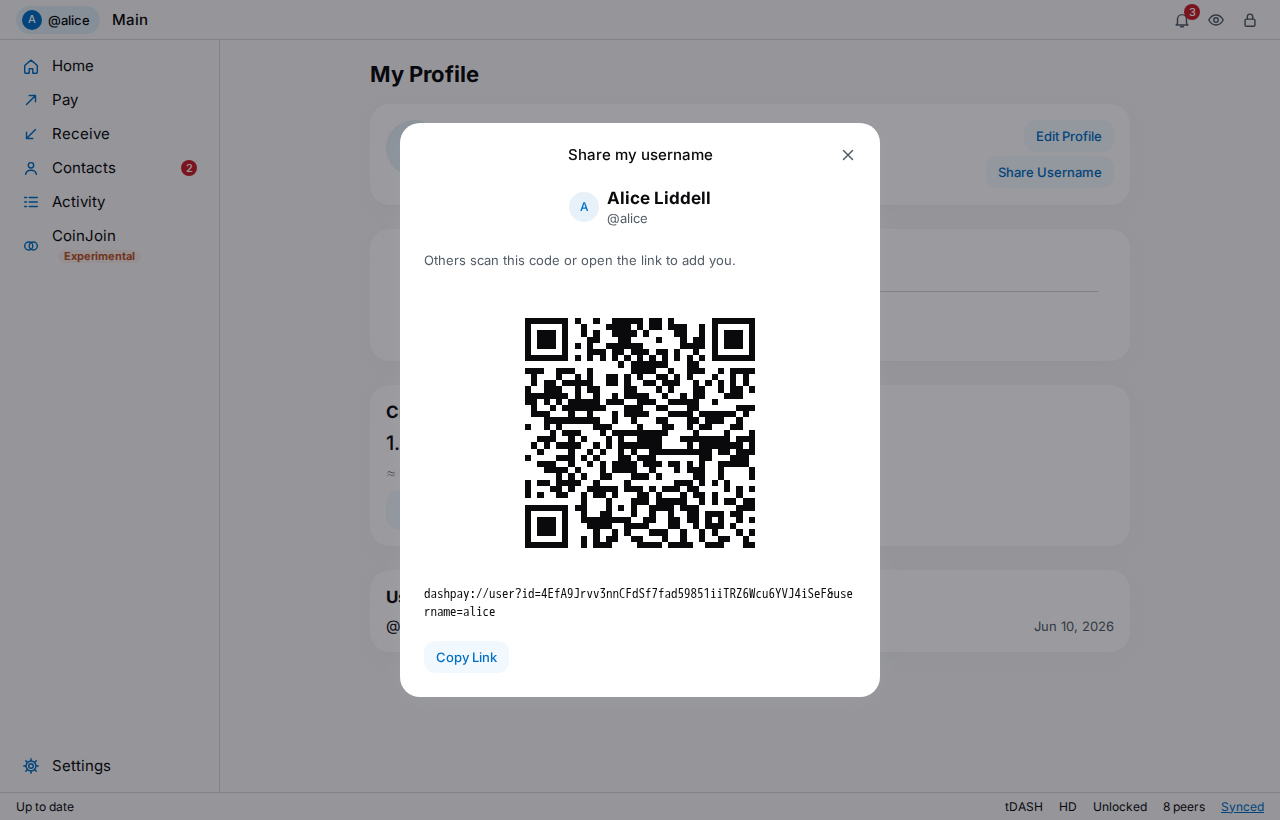 A @alice Main 3
Home
Pay
Receive
Contacts 2
Activity
CoinJoin
Experimental
Settings
My Profile
Edit Profile
Share Username
1.
≈
@
Jun 10, 2026
Share my username
A Alice Liddell
@alice
Others scan this code or open the link to add you.
dashpay://user?id=4EfA9Jrvv3nnCFdSf7fad59851iiTRZ6Wcu6YVJ4iSeF&use
rname=alice
Copy Link
Up to date tDASH HD Unlocked 8 peers Synced